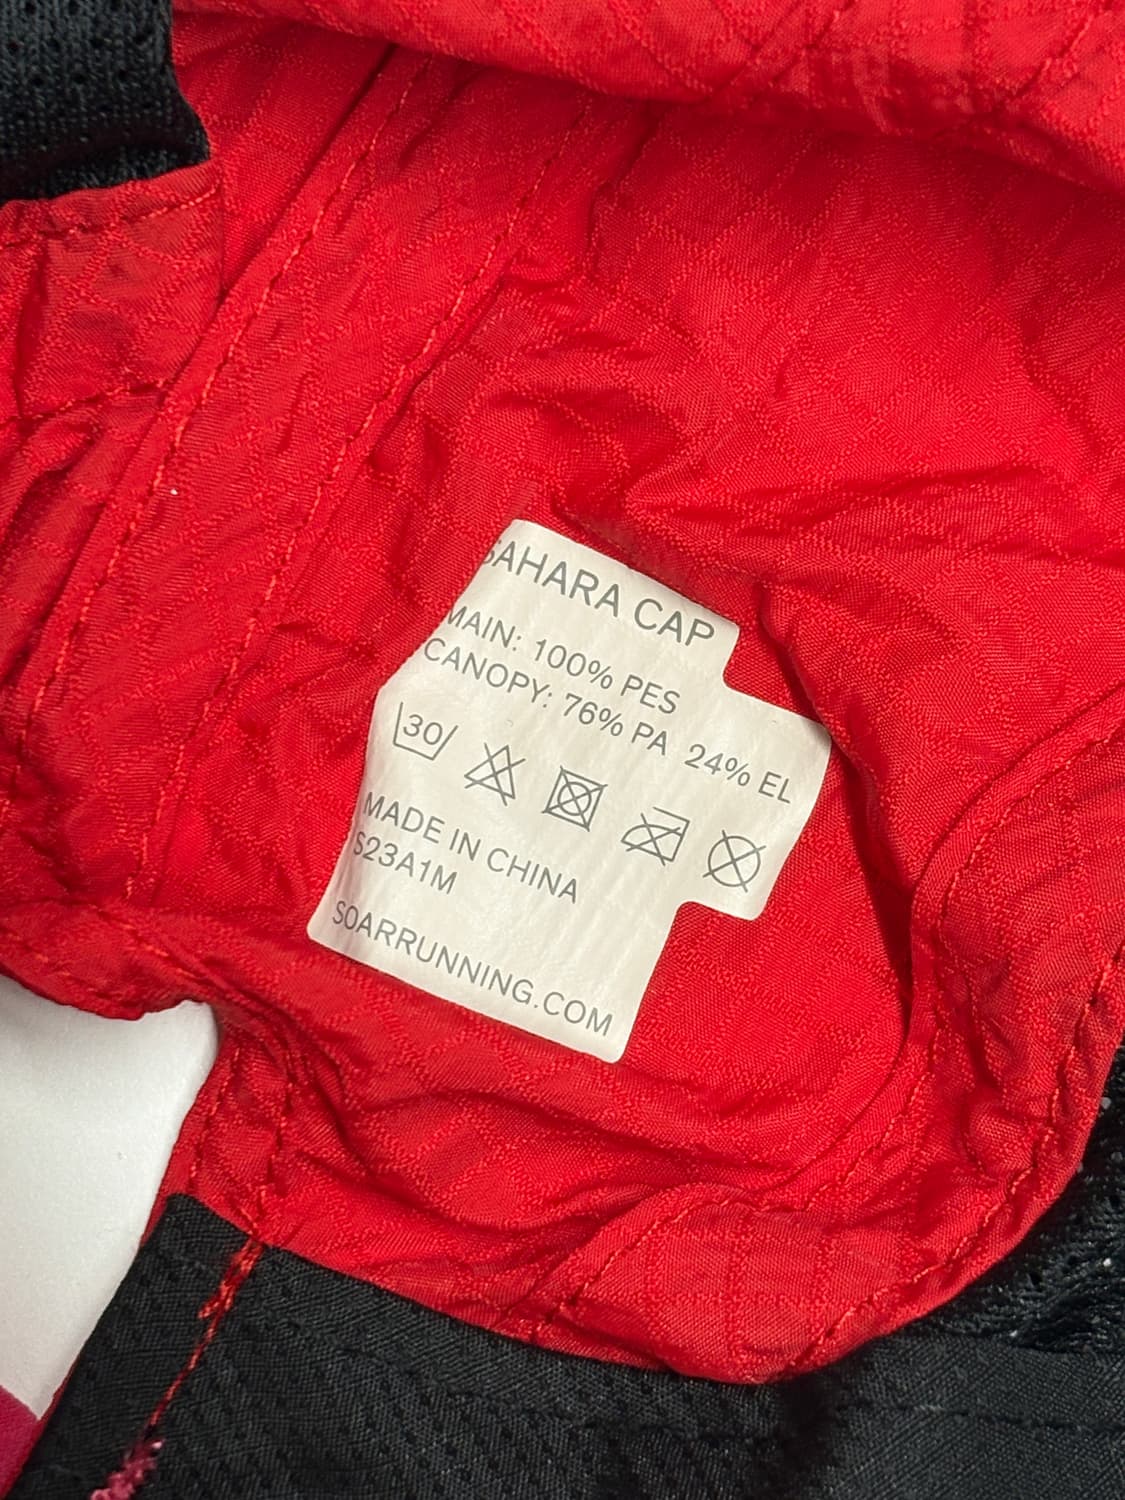 SAHARA CAP
MAIN: 100% PES
CANOPY: 76% PA 24% EL
30
MADE IN CHINA
S23A1M
SOARRUNNING.COM